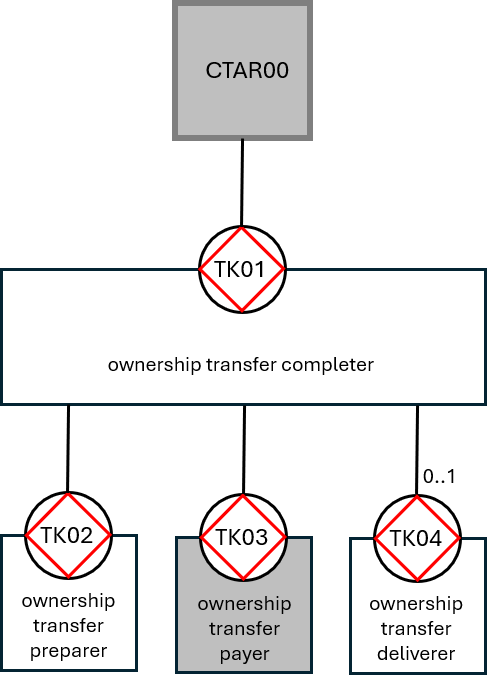 CTAR00
TK01
ownership transfer completer
0..1
TK02
TK03
TK04
ownership
transfer
preparer
ownership
transfer
payer
ownership
transfer
deliverer